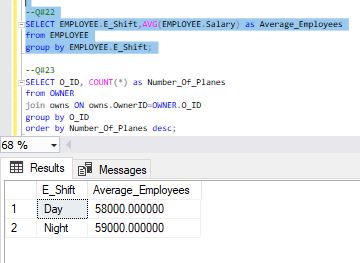 --Q#22
SELECT EMPLOYEE.E_Shift,AVG(EMPLOYEE.Salary) as Average_Employees
from EMPLOYEE
group by EMPLOYEE.E_Shift;
--Q#23
SELECT O_ID, COUNT(*) as Number_Of_Planes
from OWNER
join owns ON owns.OwnerID=OWNER.O_ID
group by O_ID
order by Number_Of_Planes desc;
68 %
Results Messages
E_Shift Average_Employees
1 Day 58000.000000
2 Night 59000.000000